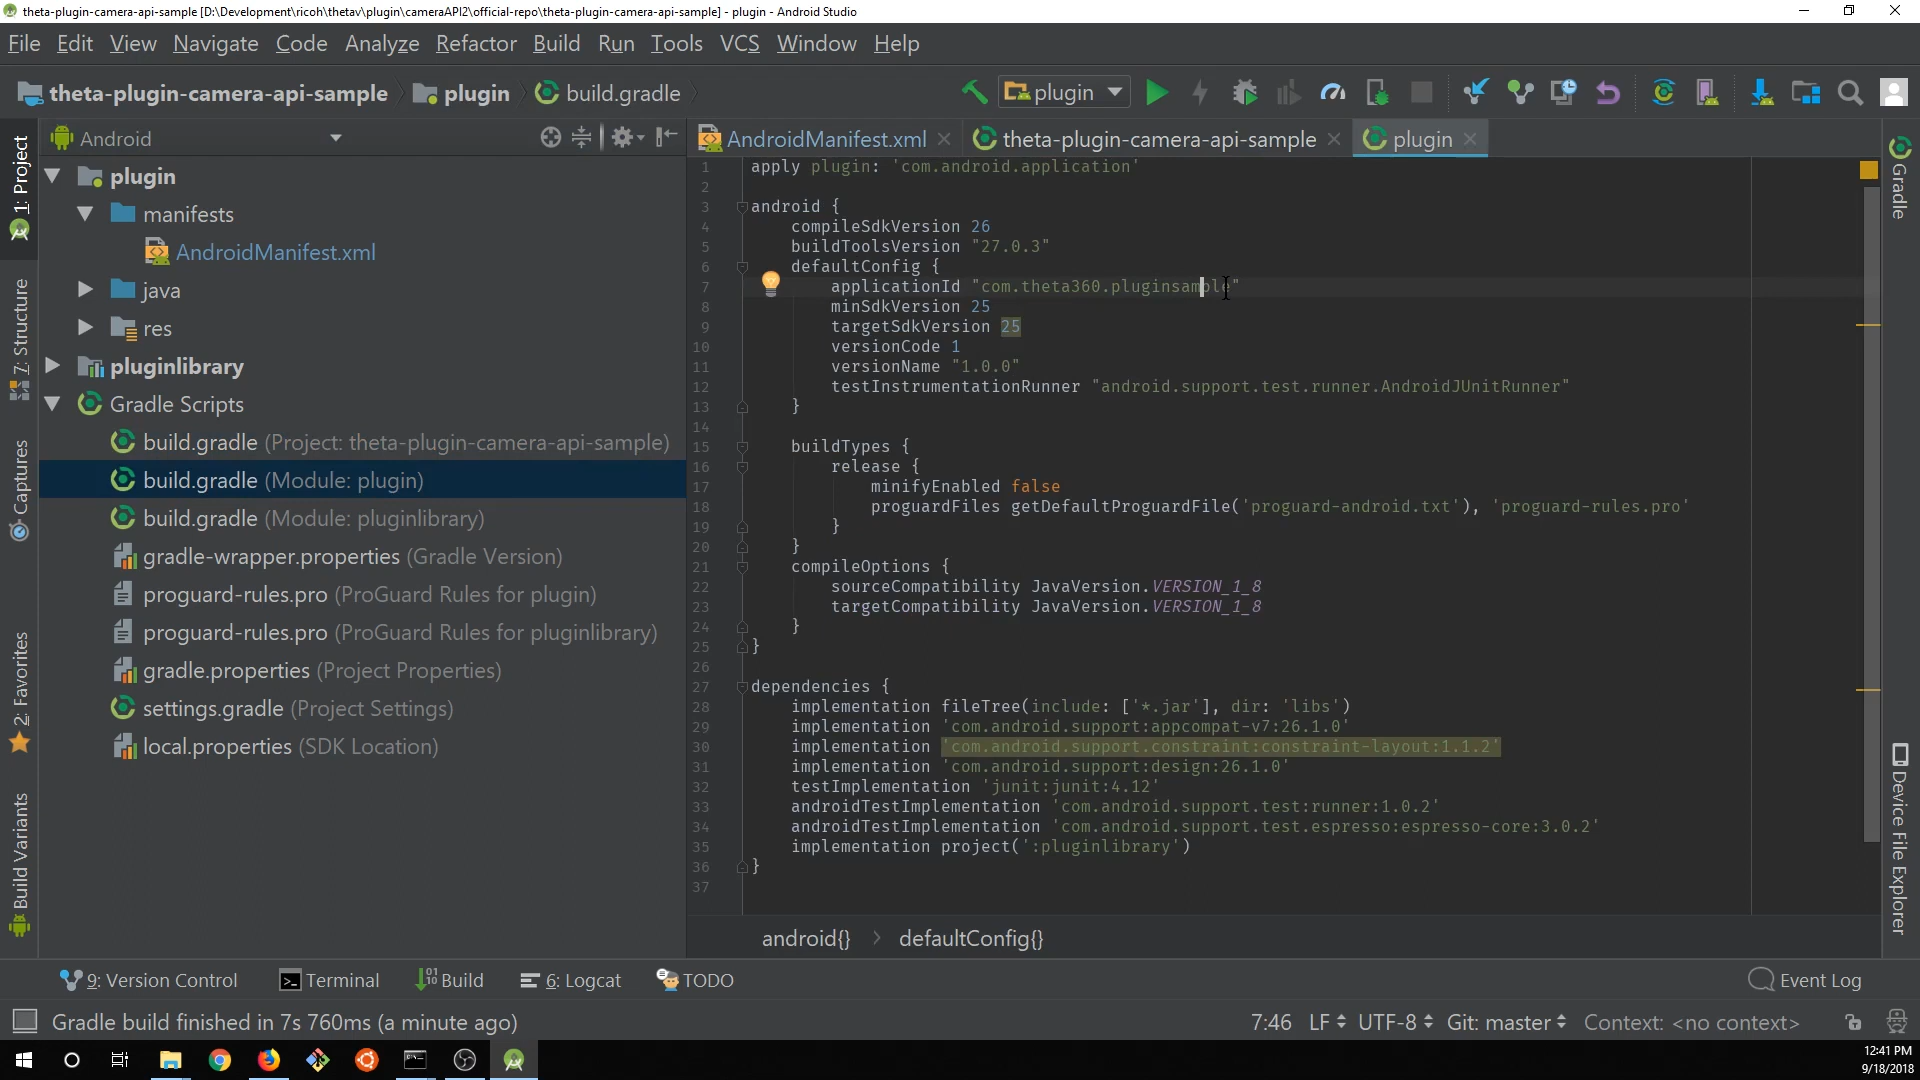 theta-plugin-camera-api-sample [D:\Development\ricoh\thetav\plugin\cameraAPI2\official-repo\theta-plugin-camera-api-sample] - plugin - Android Studio
File Edit View Navigate Code Analyze Refactor Build Run Tools VCS Window Help
theta-plugin-camera-api-sample plugin build.gradle
plugin
1: Project
7: Structure
Captures
2: Favorites
Build Variants
Android
plugin
manifests
AndroidManifest.xml
java
res
pluginlibrary
Gradle Scripts
build.gradle (Project: theta-plugin-camera-api-sample)
build.gradle (Module: plugin)
build.gradle (Module: pluginlibrary)
gradle-wrapper.properties (Gradle Version)
proguard-rules.pro (ProGuard Rules for plugin)
proguard-rules.pro (ProGuard Rules for pluginlibrary)
gradle.properties (Project Properties)
settings.gradle (Project Settings)
local.properties (SDK Location)
AndroidManifest.xml theta-plugin-camera-api-sample plugin
1 apply plugin: 'com.android.application'
2
3 android {
4 compileSdkVersion 26
5 buildToolsVersion "27.0.3"
6 defaultConfig {
7 applicationId "com.theta360.pluginsample"
8 minSdkVersion 25
9 targetSdkVersion 25
10 versionCode 1
11 versionName "1.0.0"
12 testInstrumentationRunner "android.support.test.runner.AndroidJUnitRunner"
13 }
14
15 buildTypes {
16 release {
17 minifyEnabled false
18 proguardFiles getDefaultProguardFile('proguard-android.txt'), 'proguard-rules.pro'
19 }
20 }
21 compileOptions {
22 sourceCompatibility JavaVersion.VERSION_1_8
23 targetCompatibility JavaVersion.VERSION_1_8
24 }
25 }
26
27 dependencies {
28 implementation fileTree(include: ['*.jar'], dir: 'libs')
29 implementation 'com.android.support:appcompat-v7:26.1.0'
30 implementation 'com.android.support.constraint:constraint-layout:1.1.2'
31 implementation 'com.android.support:design:26.1.0'
32 testImplementation 'junit:junit:4.12'
33 androidTestImplementation 'com.android.support.test:runner:1.0.2'
34 androidTestImplementation 'com.android.support.test.espresso:espresso-core:3.0.2'
35 implementation project(':pluginlibrary')
36 }
37
android{} defaultConfig{}
Gradle
Device File Explorer
9: Version Control Terminal Build 6: Logcat TODO Event Log
Gradle build finished in 7s 760ms (a minute ago) 7:46 LF UTF-8 Git: master Context: <no context>
12:41 PM
9/18/2018